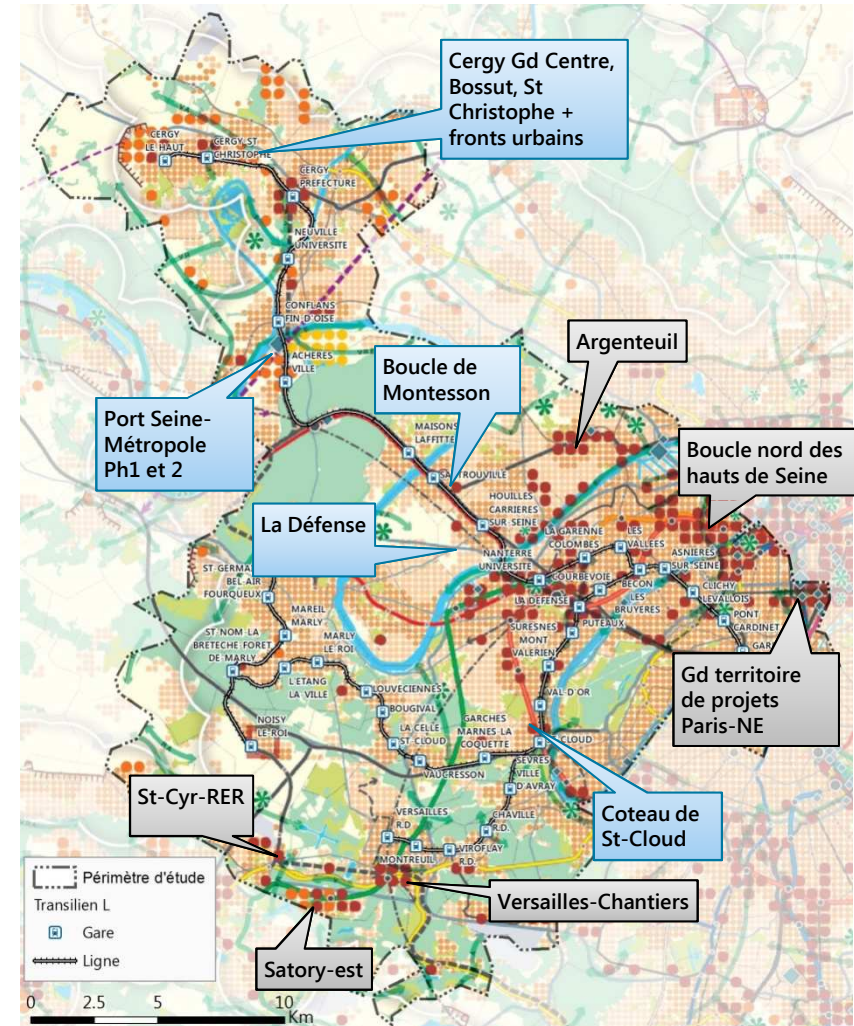 Cergy Gd Centre,
Bossut, St
Christophe +
fronts urbains
CERGY
LE HAUT
CERGY ST
CHRISTOPHE
CERGY
PREFECTURE
NEUVILLE
UNIVERSITE
CONFLANS
FIN D'OISE
ACHERES
VILLE
Port Seine-
Métropole
Ph1 et 2
Boucle de
Montesson
Argenteuil
Boucle nord des
hauts de Seine
MAISONS
LAFFITTE
SARTROUVILLE
HOUILLES
CARRIERES
SUR SEINE
La Défense
NANTERRE
UNIVERSITE
LA GARENNE
COLOMBES
LES
VALLEES
ASNIERES
SUR SEINE
COURBEVOIE
BECON
LES
BRUYERES
CLICHY
LEVALLOIS
PONT
CARDINET
GAR
LA DEFENSE
PUTEAUX
SURESNES
MONT
VALERIEN
ST GERMA
BEL AIR
FOURQUEUX
MAREIL
MARLY
ST NOM LA
BRETECHE FORET
DE MARLY
MARLY
LE ROI
L'ETANG
LA VILLE
LOUVECIENNES
BOUGIVAL
NOISY
LE ROI
LA CELLE
ST CLOUD
GARCHES
MARNES LA
COQUETTE
VAL D'OR
CLOUD
VAUCRESSON
SEVRES
VILLE
D'AVRAY
Gd territoire
de projets
Paris-NE
Coteau de
St-Cloud
St-Cyr-RER
VERSAILLES
R.D
CHAVILLE
R.D.
MONTREUIL
VIROFLAY
R.D.
Versailles-Chantiers
Satory-est
Périmètre d'étude
Transilien L
Gare
Ligne
0 2.5 5 10
Km